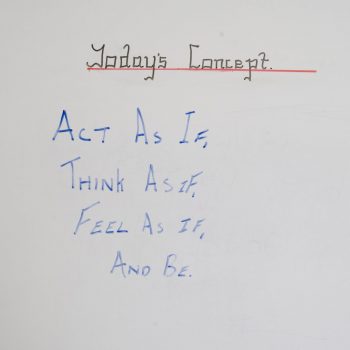 Today's Concept.
ACT AS IF,
THINK AS IF,
FEEL AS IF,
AND BE.